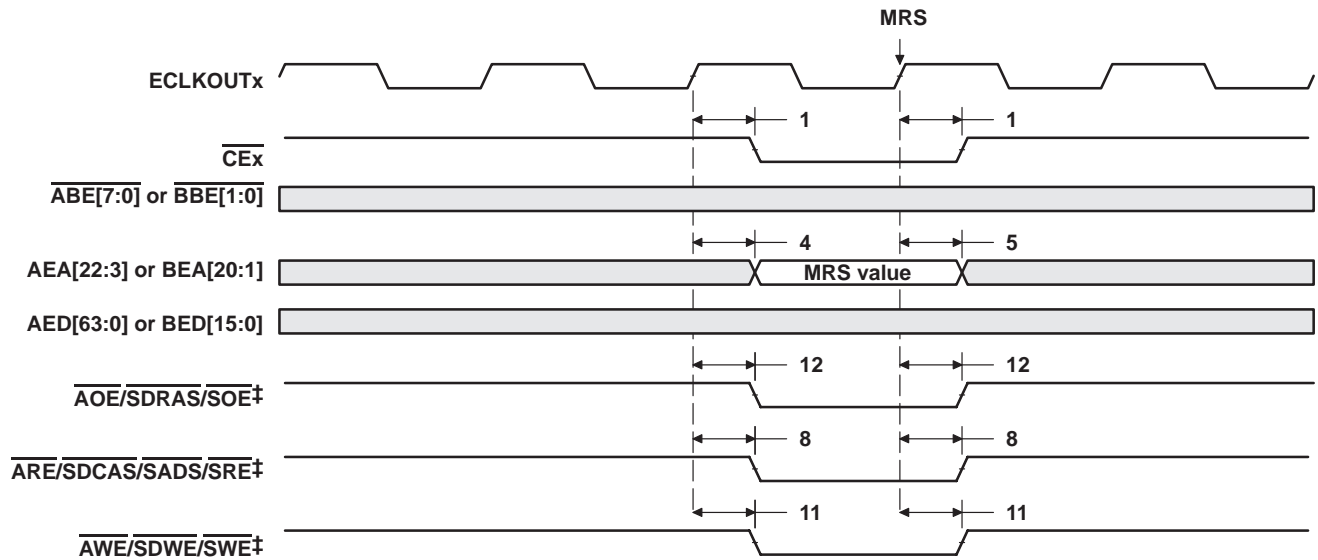 MRS
ECLKOUTx
1 1
CEx
ABE[7:0] or BBE[1:0]
4 5
AEA[22:3] or BEA[20:1] MRS value
AED[63:0] or BED[15:0]
12 12
AOE/SDRAS/SOE‡
8 8
ARE/SDCAS/SADS/SRE‡
11 11
AWE/SDWE/SWE‡